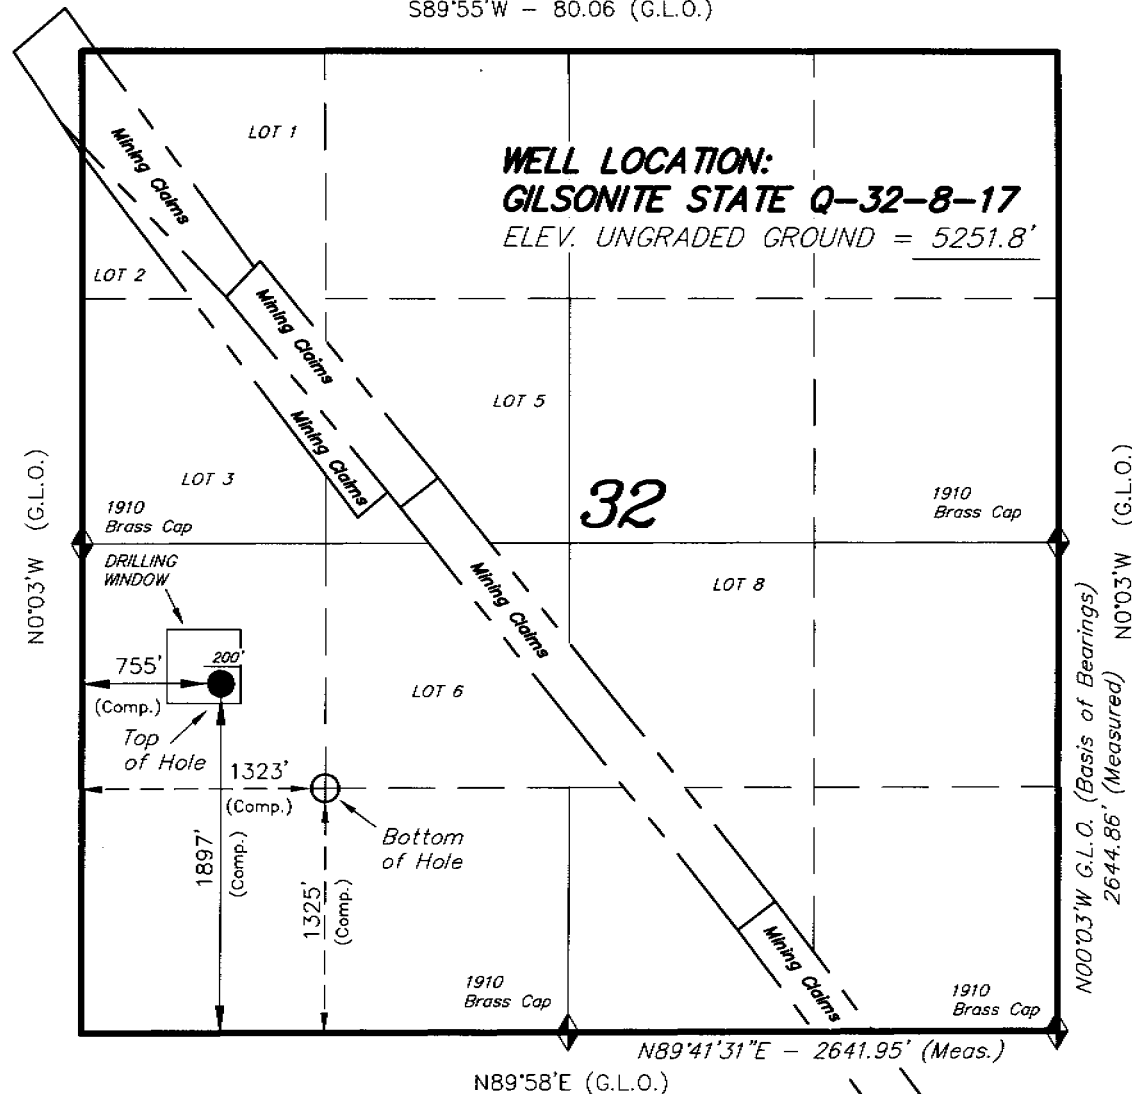 S89°55'W – 80.06 (G.L.O.)
LOT 1
Mining Claims
WELL LOCATION:
GILSONITE STATE Q–32–8–17
ELEV. UNGRADED GROUND = 5251.8'
LOT 2
Mining Claims
LOT 5
Mining Claims
LOT 3
N0°03'W (G.L.O.)
32
1910
Brass Cap
1910
Brass Cap
N0°03'W (G.L.O.)
DRILLING
WINDOW
Mining Claims
LOT 8
755'
(Comp.)
200'
LOT 6
Top
of Hole
1323'
(Comp.)
Bottom
of Hole
1897'
(Comp.)
1325'
(Comp.)
N00°03'W G.L.O. (Basis of Bearings)
2644.86' (Measured)
Mining Claims
1910
Brass Cap
1910
Brass Cap
N89°41'31"E – 2641.95' (Meas.)
N89°58'E (G.L.O.)